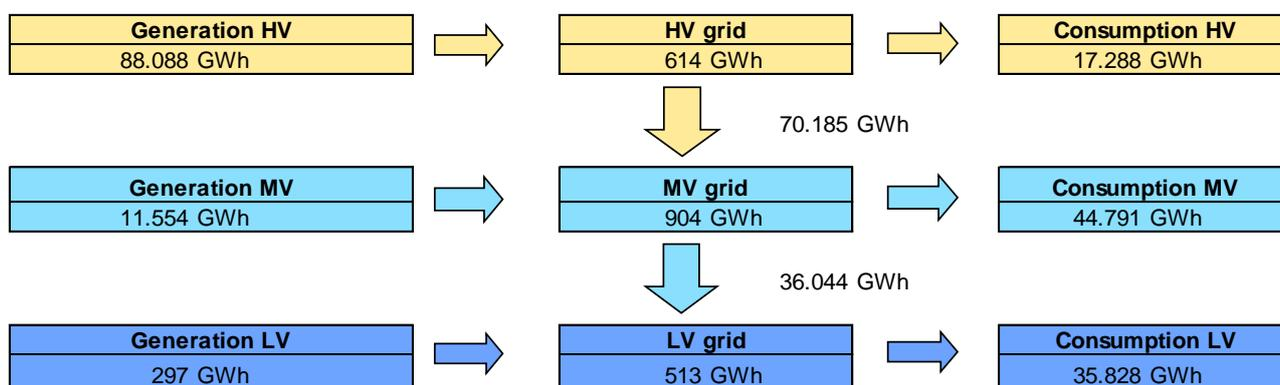 Generation HV HV grid Consumption HV
88.088 GWh 614 GWh 17.288 GWh
70.185 GWh
Generation MV MV grid Consumption MV
11.554 GWh 904 GWh 44.791 GWh
36.044 GWh
Generation LV LV grid Consumption LV
297 GWh 513 GWh 35.828 GWh